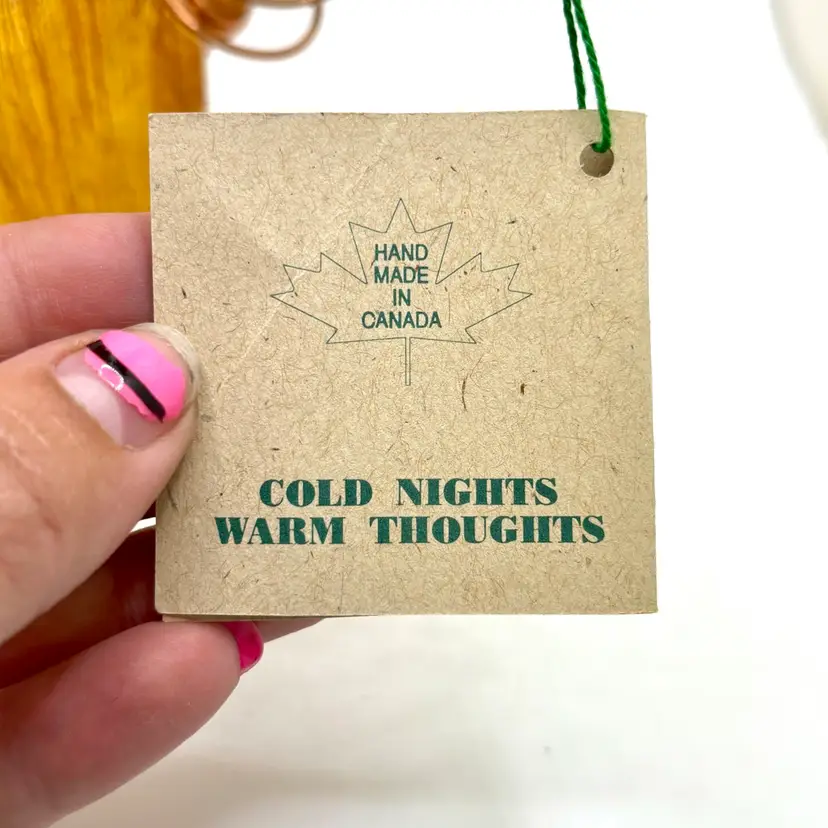 HAND
MADE
IN
CANADA
COLD NIGHTS
WARM THOUGHTS